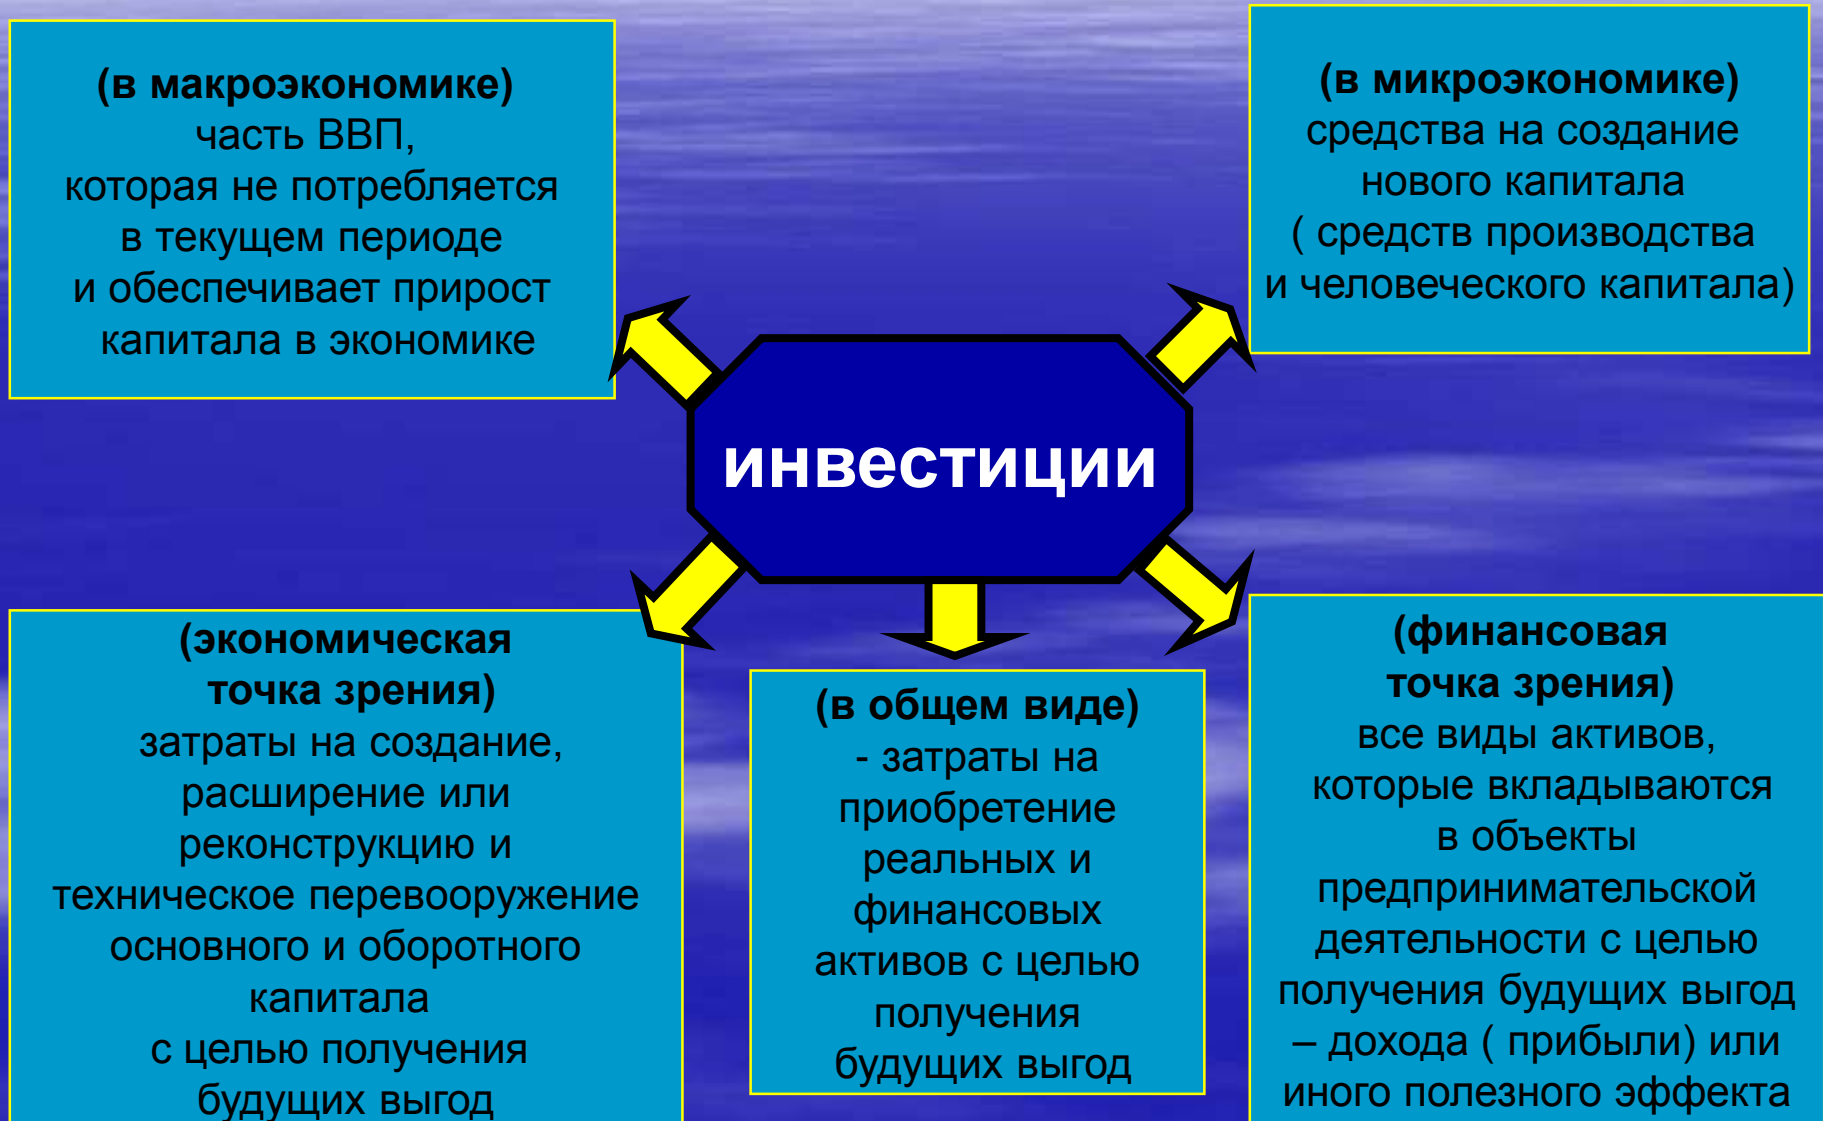 (в макроэкономике)
часть ВВП,
которая не потребляется
в текущем периоде
и обеспечивает прирост
капитала в экономике
(в микроэкономике)
средства на создание
нового капитала
( средств производства
и человеческого капитала)
инвестиции
(экономическая
точка зрения)
затраты на создание,
расширение или
реконструкцию и
техническое перевооружение
основного и оборотного
капитала
с целью получения
будущих выгод
(в общем виде)
- затраты на
приобретение
реальных и
финансовых
активов с целью
получения
будущих выгод
(финансовая
точка зрения)
все виды активов,
которые вкладываются
в объекты
предпринимательской
деятельности с целью
получения будущих выгод
– дохода ( прибыли) или
иного полезного эффекта